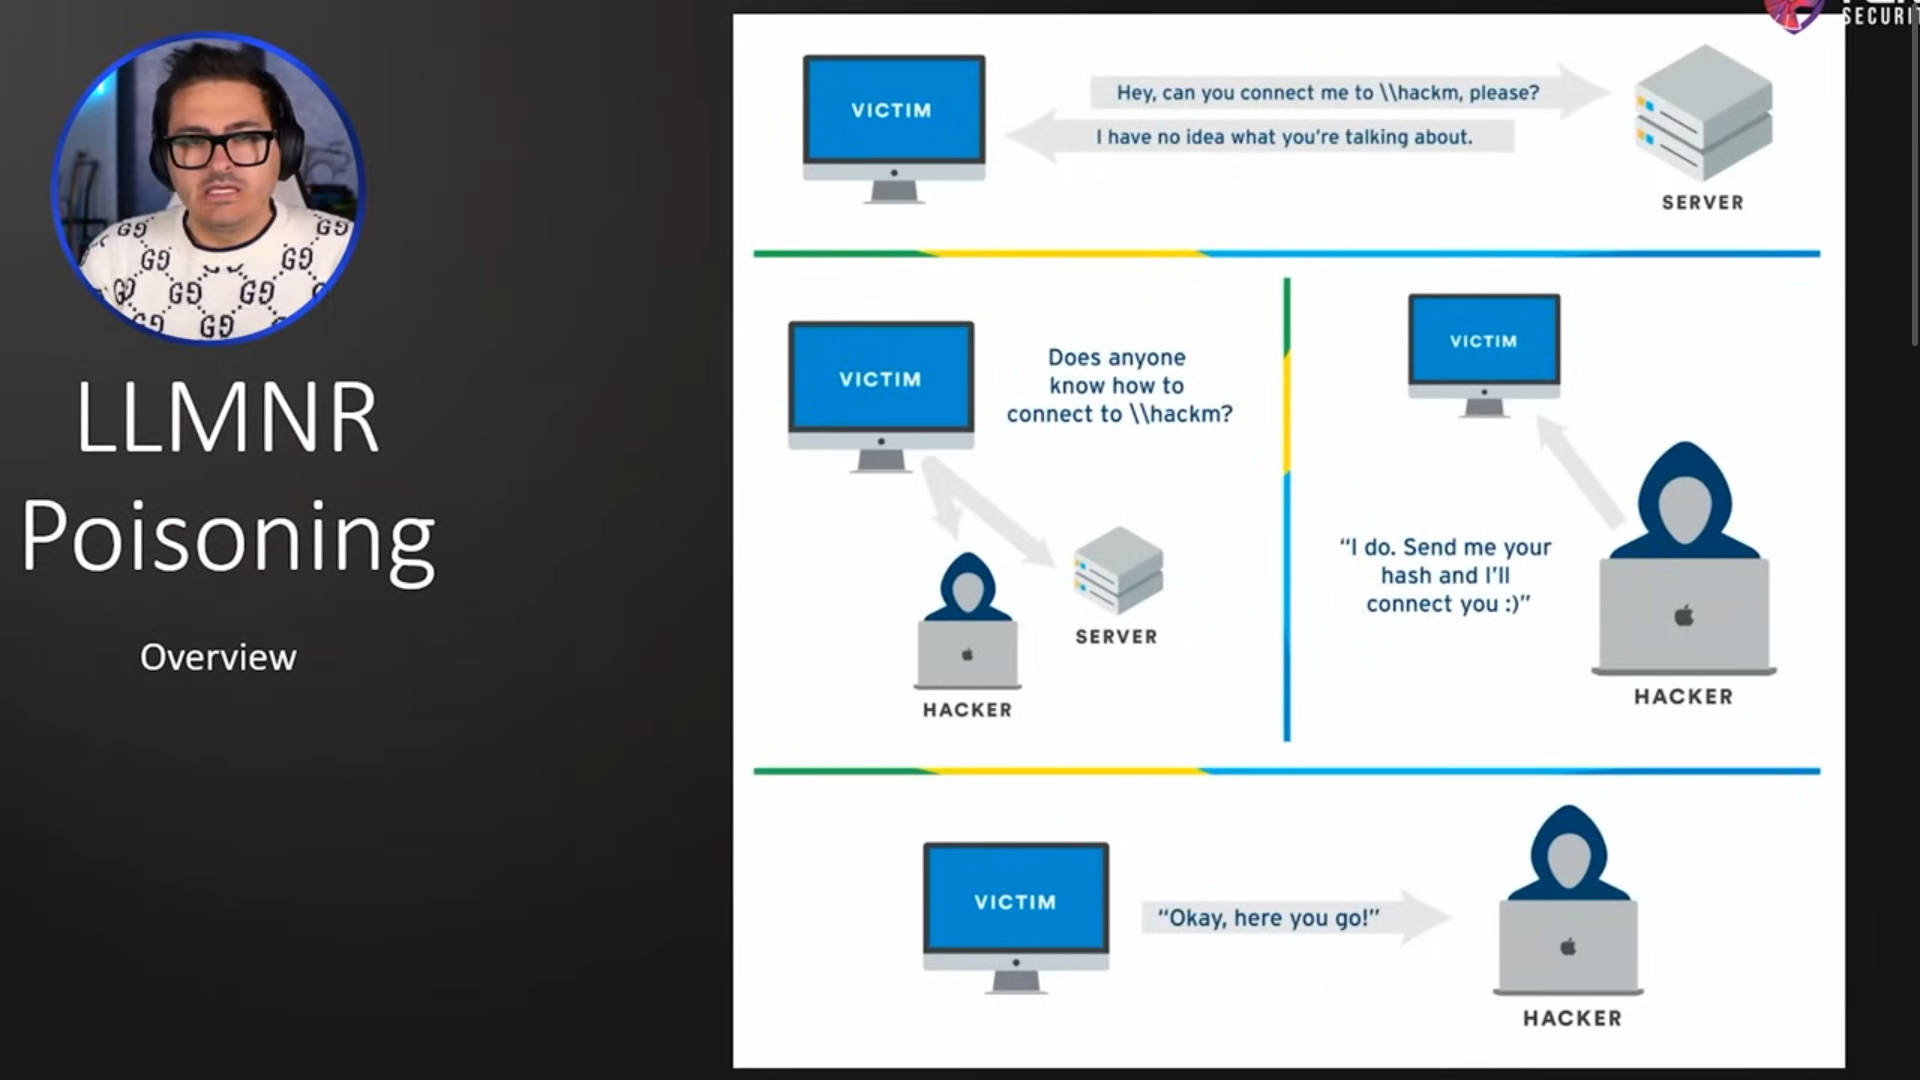 SECURIT
LLMNR
Poisoning
Overview
VICTIM
Hey, can you connect me to \\hackm, please?
I have no idea what you're talking about.
SERVER
VICTIM
Does anyone
know how to
connect to \\hackm?
HACKER
SERVER
VICTIM
“I do. Send me your
hash and I'll
connect you :)”
HACKER
VICTIM
“Okay, here you go!”
HACKER